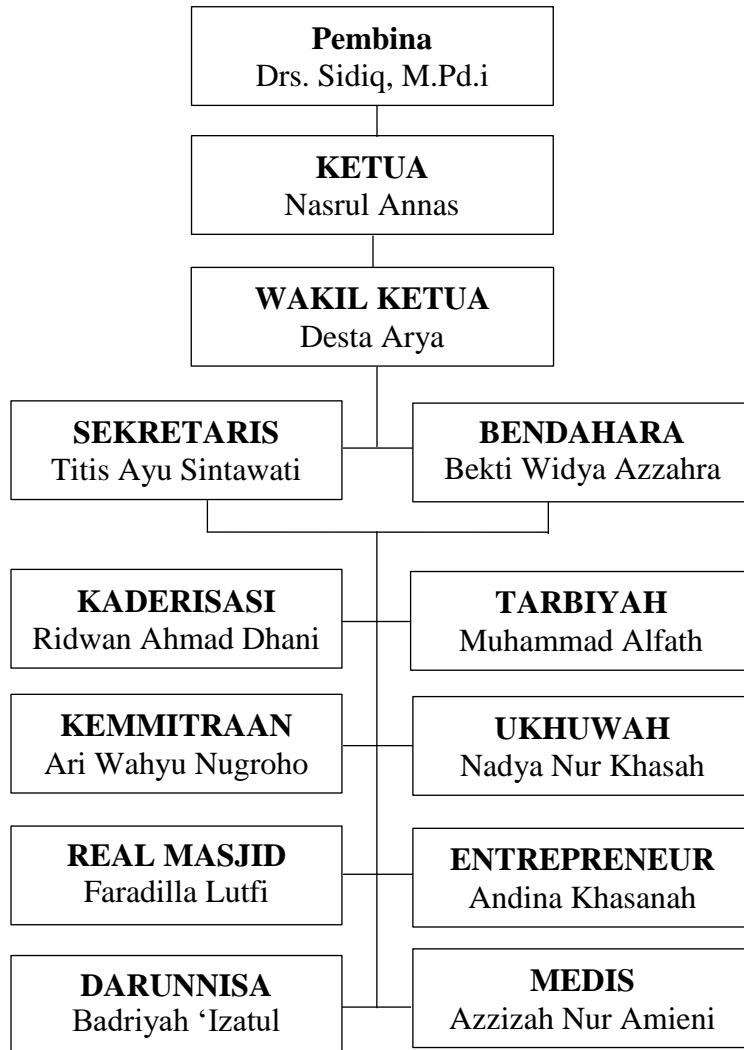 Pembina
Drs. Sidiq, M.Pd.i
KETUA
Nasrul Annas
WAKIL KETUA
Desta Arya
SEKRETARIS
Titis Ayu Sintawati
BENDAHARA
Bekti Widya Azzahra
KADERISASI
Ridwan Ahmad Dhani
TARBIYAH
Muhammad Alfath
KEMMITRAAN
Ari Wahyu Nugroho
UKHUWAH
Nadya Nur Khasah
REAL MASJID
Faradilla Lutfi
ENTREPRENEUR
Andina Khasanah
DARUNNISA
Badriyah ‘Izatul
MEDIS
Azzizah Nur Amieni